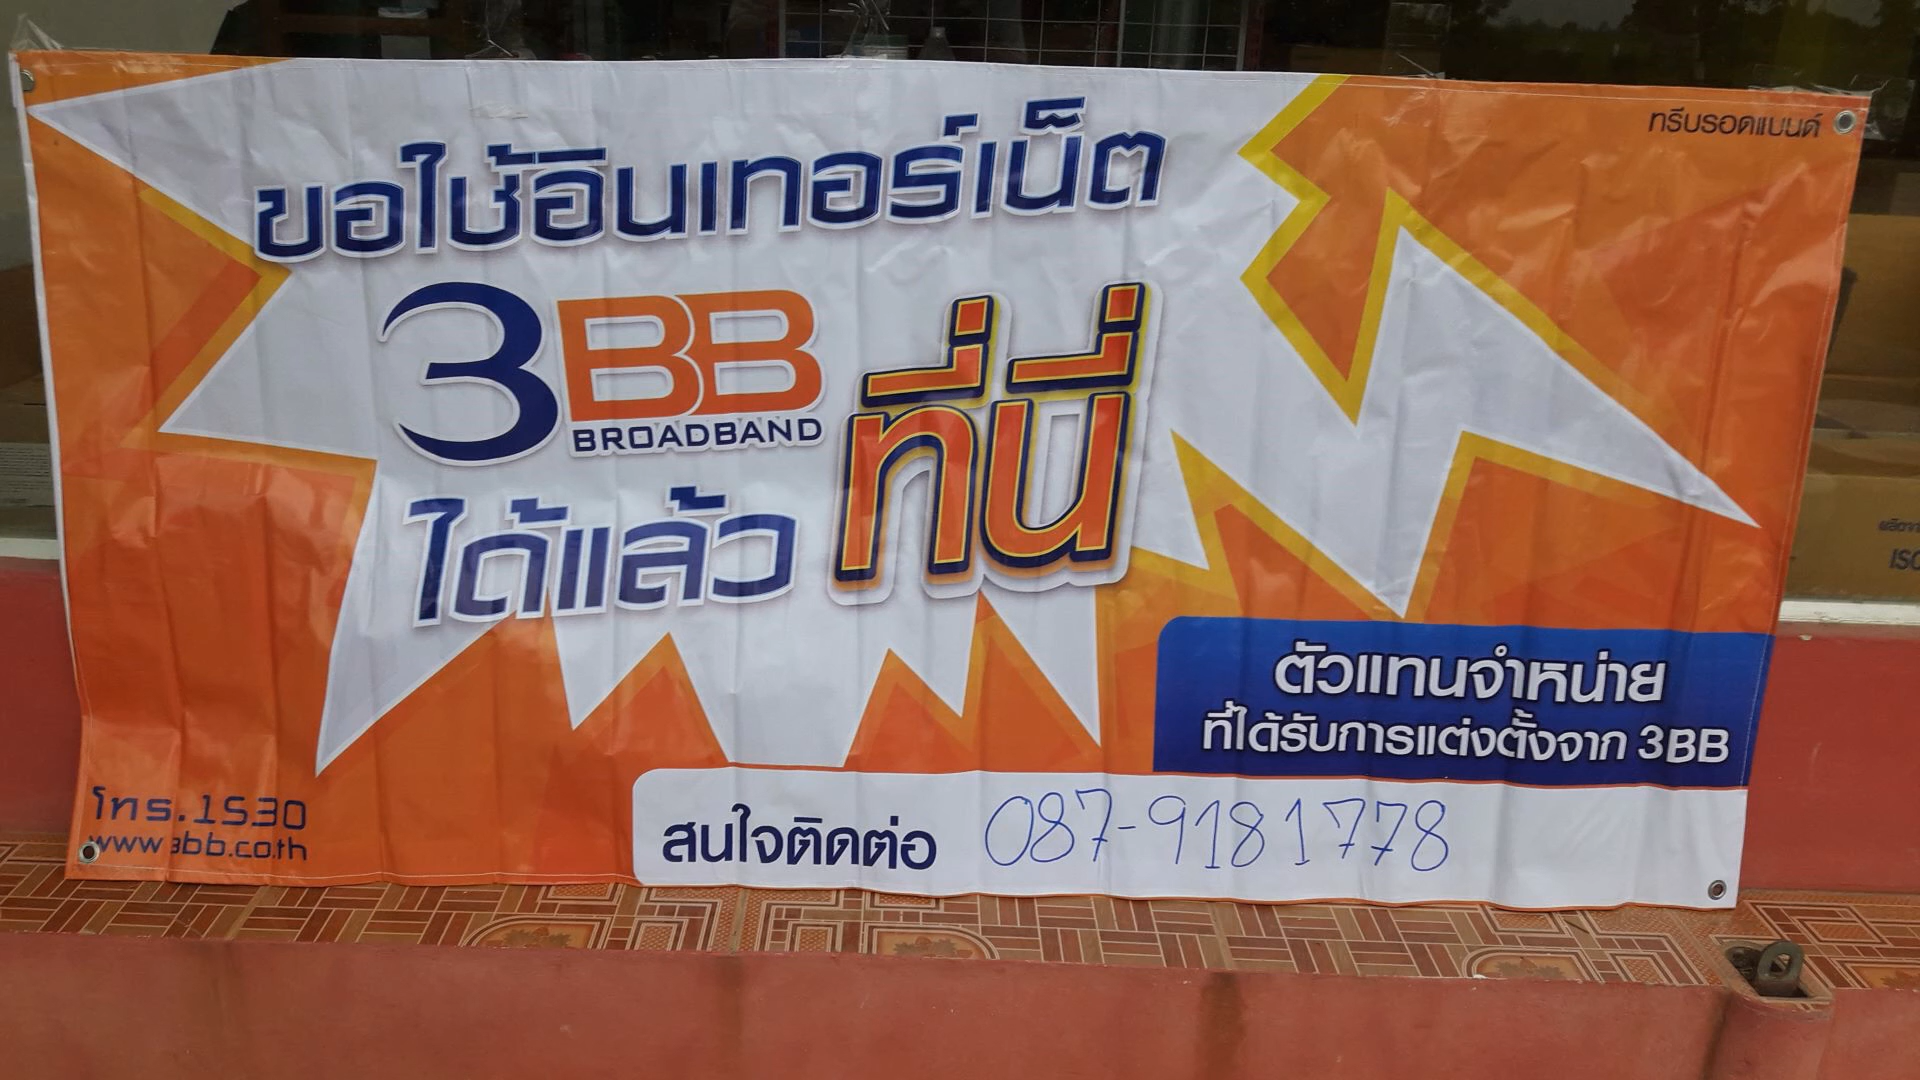 ทรีบรอดแบนด์
ขอใช้อินเทอร์เน็ต
3BB
BROADBAND
ได้แล้ว ที่นี่
ตัวแทนจำหน่าย
ที่ได้รับการแต่งตั้งจาก 3BB
โทร.1530
www.3bb.co.th
สนใจติดต่อ 087-9181778